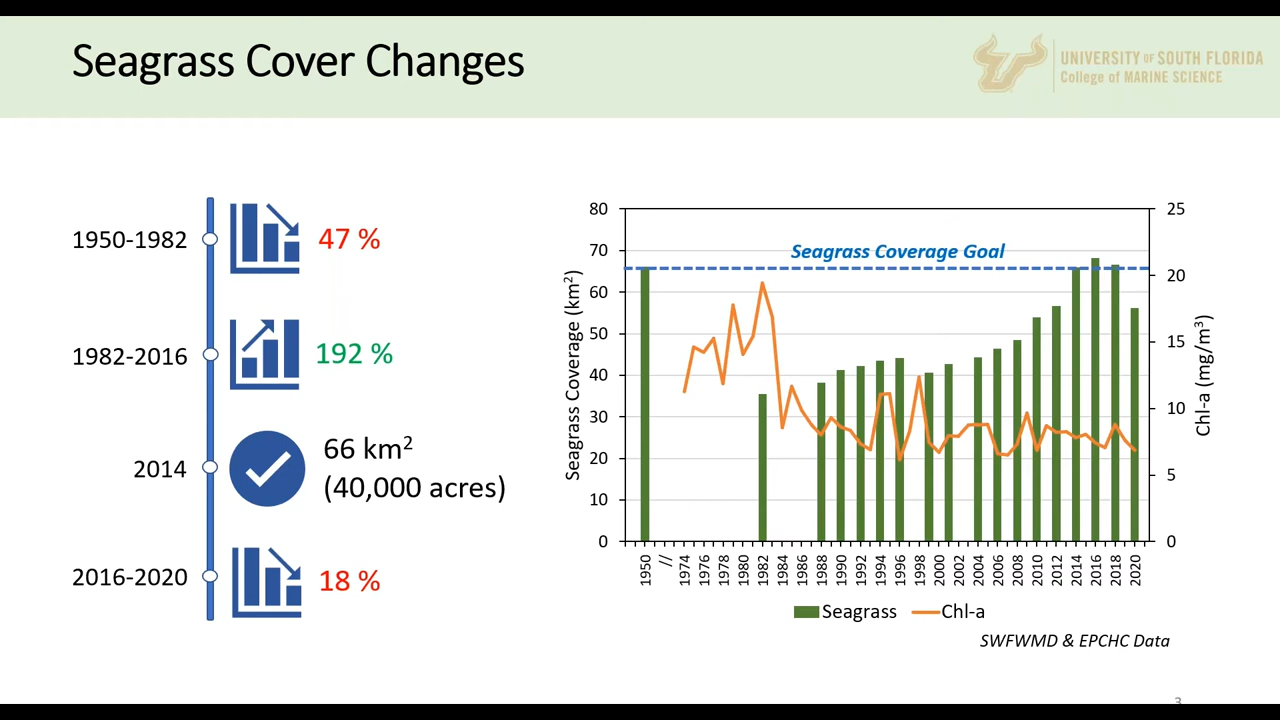 Seagrass Cover Changes
UNIVERSITY OF SOUTH FLORIDA
College of MARINE SCIENCE
1950-1982
47 %
1982-2016
192 %
2014
66 km²
(40,000 acres)
2016-2020
18 %
Seagrass Coverage (km²)
80
70
60
50
40
30
20
10
0
Seagrass Coverage Goal
25
20
15
10
5
0
Chl-a (mg/m³)
1950 // 1974 1976 1978 1980 1982 1984 1986 1988 1990 1992 1994 1996 1998 2000 2002 2004 2006 2008 2010 2012 2014 2016 2018 2020
Seagrass Chl-a
SWFWMD & EPCHC Data
3